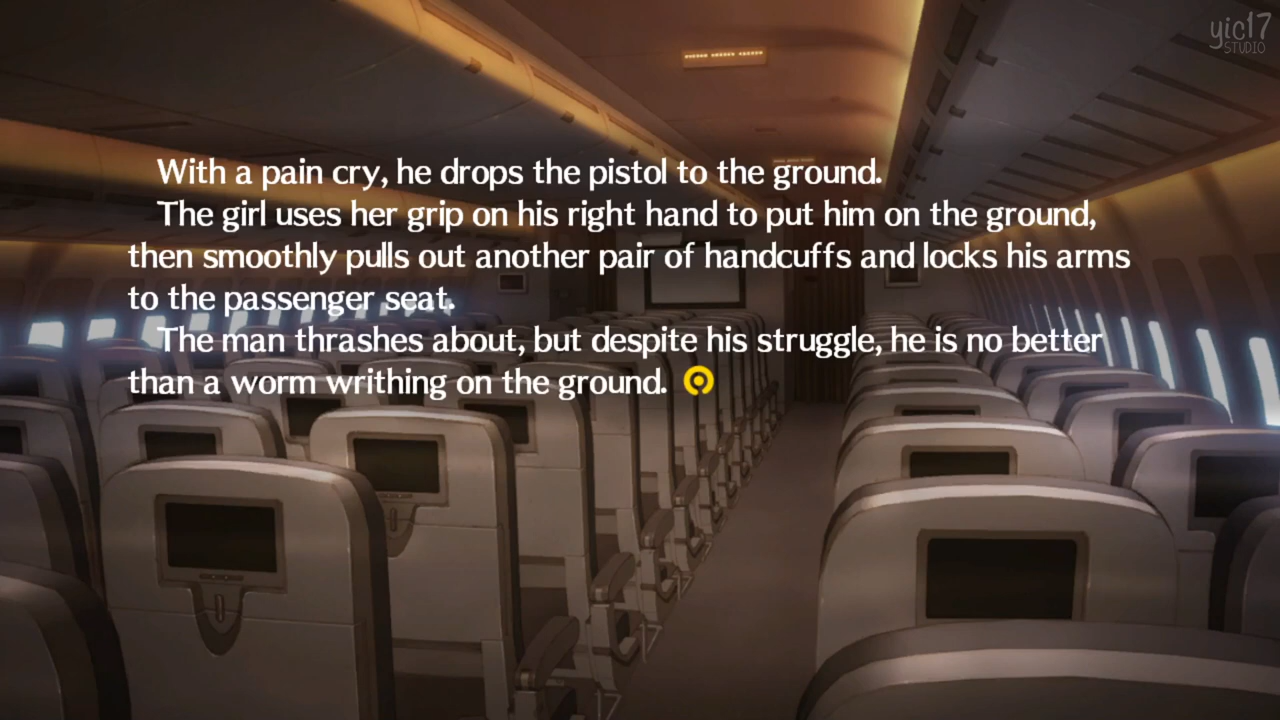 yic17
STUDIO
With a pain cry, he drops the pistol to the ground.
The girl uses her grip on his right hand to put him on the ground,
then smoothly pulls out another pair of handcuffs and locks his arms
to the passenger seat.
The man thrashes about, but despite his struggle, he is no better
than a worm writhing on the ground.